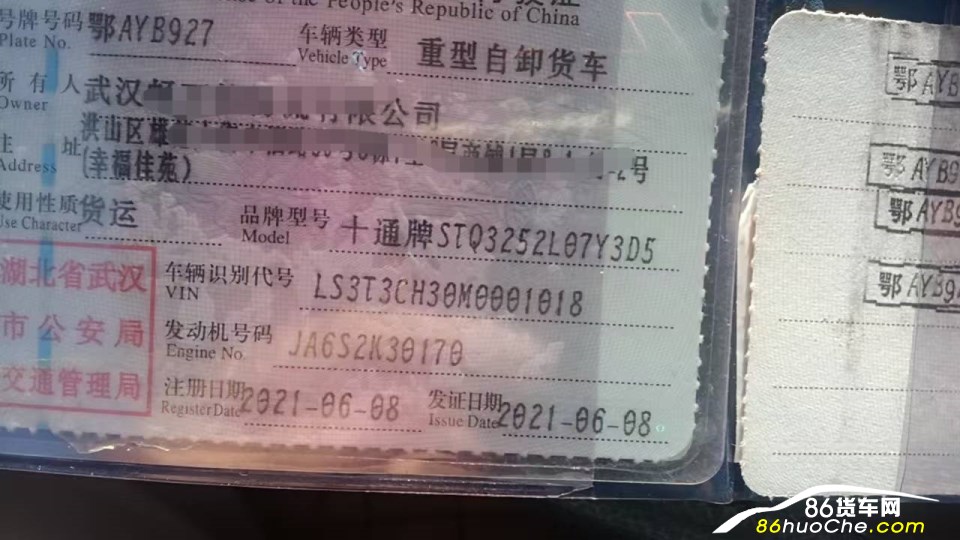 of the People's Republic of China
号牌号码 鄂AYB927 车辆类型 重型自卸货车
Plate No. Vehicle Type
所有人 武汉 有限公司
Owner
住址 洪山区雄
Address (幸福佳苑) 号
使用性质 货运 品牌型号 十通牌STQ3252L07Y3D5
Use Character Model
湖北省武汉
市公安局
交通管理局
车辆识别代号 LS3T3CH30M0001018
VIN
发动机号码 JA6S2K30170
Engine No.
注册日期 2021-06-08 发证日期 2021-06-08
Register Date Issue Date
鄂AYB
鄂AYB9
鄂AYB9
鄂AYB92
86货车网
86huoche.com